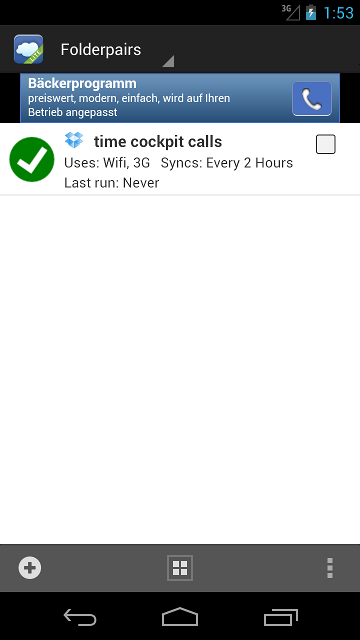 3G 1:53
LITE
Folderpairs
Bäckerprogramm
preiswert, modern, einfach, wird auf Ihren
Betrieb angepasst
time cockpit calls
Uses: Wifi, 3G Syncs: Every 2 Hours
Last run: Never